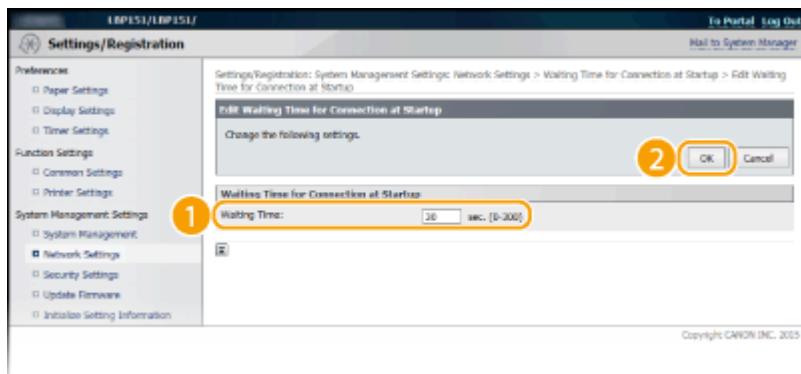 LBP151/LBP151/
To Portal Log Out
Settings/Registration
Mail to System Manager
Preferences
Paper Settings
Display Settings
Timer Settings
Function Settings
Common Settings
Printer Settings
System Management Settings
System Management
Network Settings
Security Settings
Update Firmware
Initialize Setting Information
Settings/Registration: System Management Settings: Network Settings > Waiting Time for Connection at Startup > Edit Waiting
Time for Connection at Startup
Edit Waiting Time for Connection at Startup
Change the following settings.
2
OK
Cancel
Waiting Time for Connection at Startup
1
Waiting Time:
30
sec. (0-300)
Copyright CANON INC. 2015